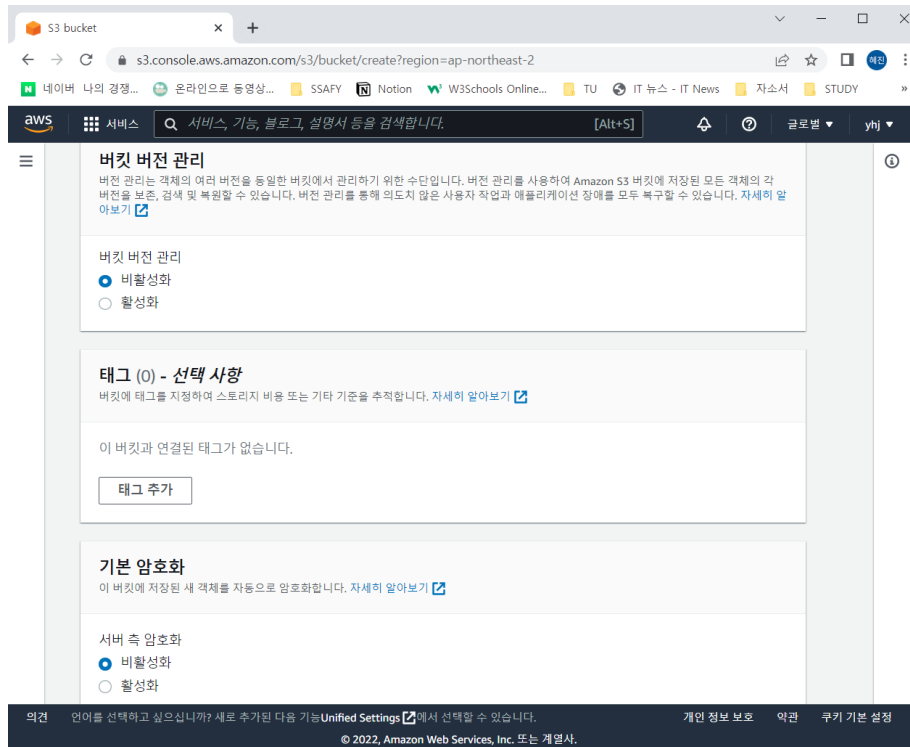 S3 bucket
s3.console.aws.amazon.com/s3/bucket/create?region=ap-northeast-2
혜진
N 네이버 나의 경쟁... 온라인으로 동영상... SSAFY Notion W3Schools Online... TU IT 뉴스 - IT News 자소서 STUDY »
aws 서비스 서비스, 기능, 블로그, 설명서 등을 검색합니다. [Alt+S] 글로벌 ▼ yhj ▼
버킷 버전 관리
버전 관리는 객체의 여러 버전을 동일한 버킷에서 관리하기 위한 수단입니다. 버전 관리를 사용하여 Amazon S3 버킷에 저장된 모든 객체의 각
버전을 보존, 검색 및 복원할 수 있습니다. 버전 관리를 통해 의도치 않은 사용자 작업과 애플리케이션 장애를 모두 복구할 수 있습니다. 자세히 알
아보기
버킷 버전 관리
비활성화
활성화
태그 (0) - 선택 사항
버킷에 태그를 지정하여 스토리지 비용 또는 기타 기준을 추적합니다. 자세히 알아보기
이 버킷과 연결된 태그가 없습니다.
태그 추가
기본 암호화
이 버킷에 저장된 새 객체를 자동으로 암호화합니다. 자세히 알아보기
서버 측 암호화
비활성화
활성화
의견 언어를 선택하고 싶으십니까? 새로 추가된 다음 기능Unified Settings에서 선택할 수 있습니다. 개인 정보 보호 약관 쿠키 기본 설정
© 2022, Amazon Web Services, Inc. 또는 계열사.